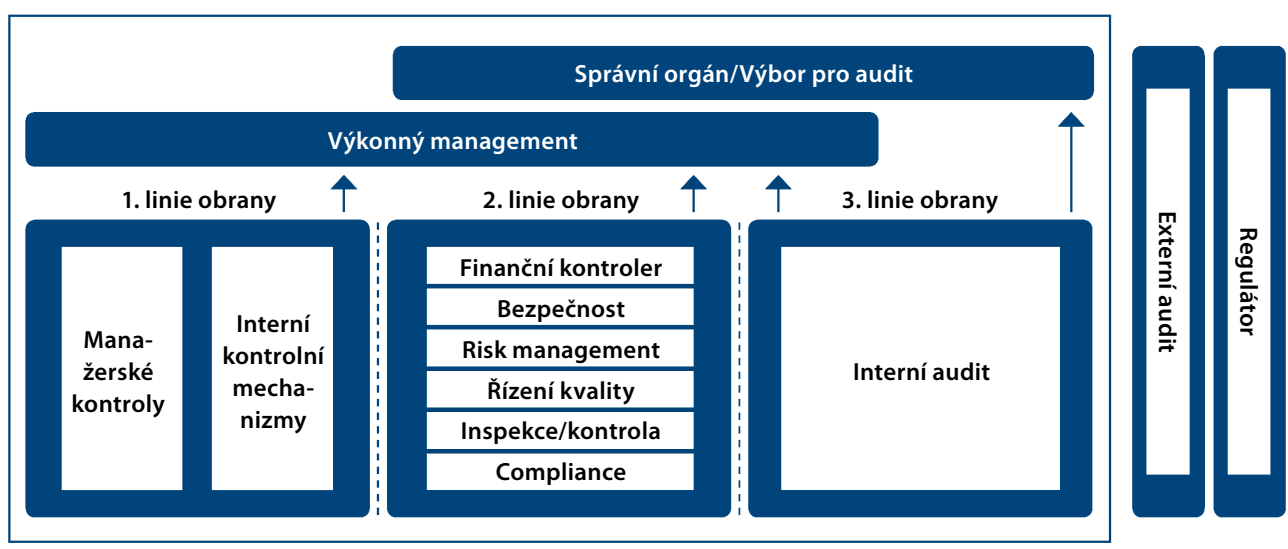 Správní orgán/Výbor pro audit
Výkonný management
1. linie obrany
2. linie obrany
3. linie obrany
Mana-
žerské
kontroly
Interní
kontrolní
mecha-
nizmy
Finanční kontroler
Bezpečnost
Risk management
Řízení kvality
Inspekce/kontrola
Compliance
Interní audit
Externí audit
Regulátor